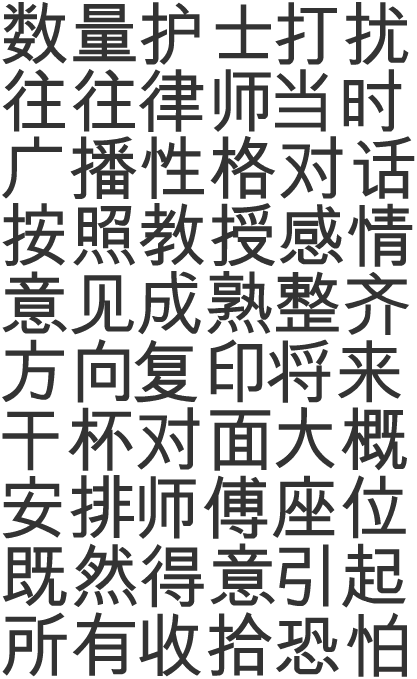 数量护士打扰
往往律师当时
广播性格对话
按照教授感情
意见成熟整齐
方向复印将来
干杯对面大概
安排师傅座位
既然得意引起
所有收拾恐怕